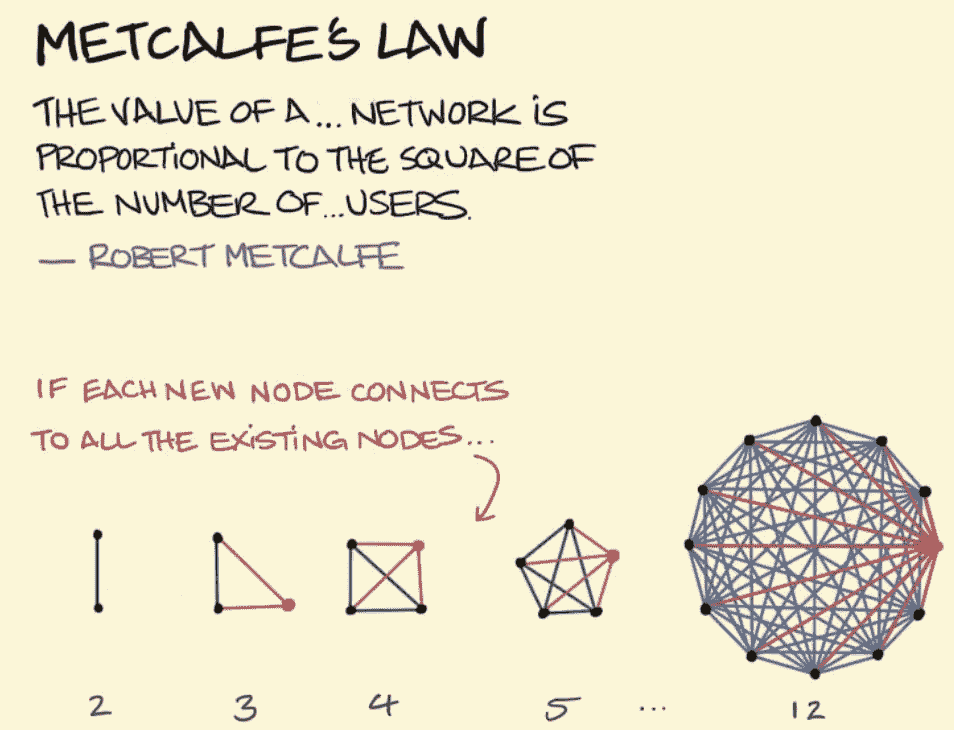 METCALFE'S LAW
THE VALUE OF A... NETWORK IS
PROPORTIONAL TO THE SQUARE OF
THE NUMBER OF...USERS.
— ROBERT METCALFE
IF EACH NEW NODE CONNECTS
TO ALL THE EXISTING NODES...
2 3 4 5 ... 12